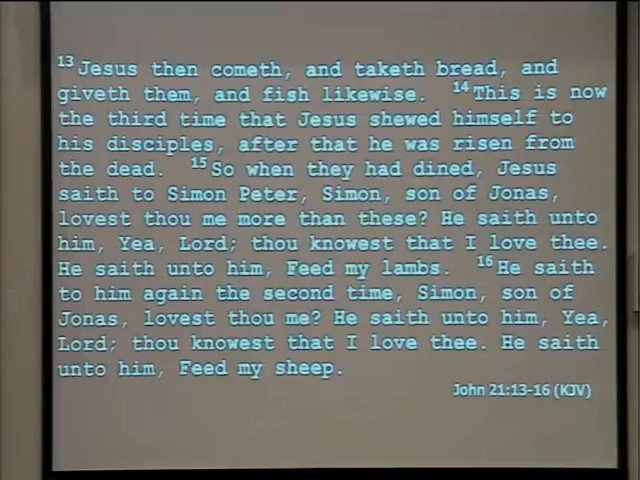 13 Jesus then cometh, and taketh bread, and
giveth them, and fish likewise. 14 This is now
the third time that Jesus shewed himself to
his disciples, after that he was risen from
the dead. 15 So when they had dined, Jesus
saith to Simon Peter, Simon, son of Jonas,
lovest thou me more than these? He saith unto
him, Yea, Lord; thou knowest that I love thee.
He saith unto him, Feed my lambs. 16 He saith
to him again the second time, Simon, son of
Jonas, lovest thou me? He saith unto him, Yea,
Lord; thou knowest that I love thee. He saith
unto him, Feed my sheep.
John 21:13-16 (KJV)